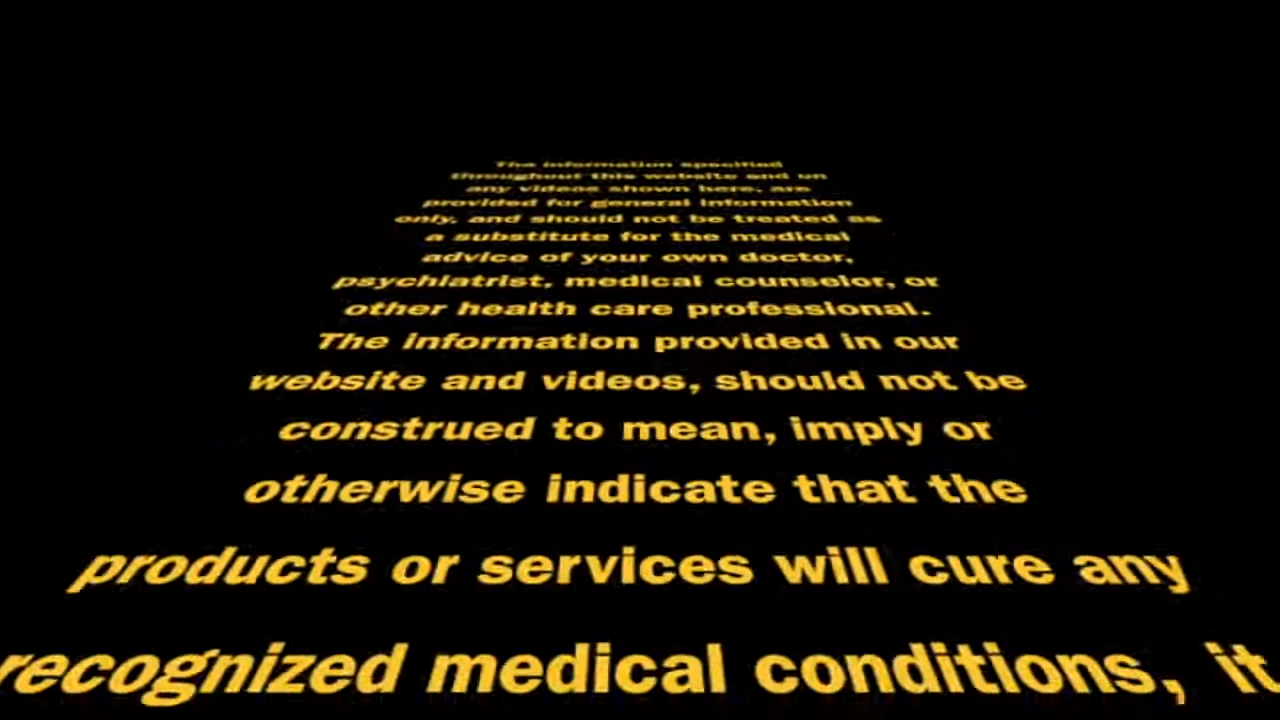 The information specified
throughout this website and on
any videos shown here, are
provided for general information
only, and should not be treated as
a substitute for the medical
advice of your own doctor,
psychiatrist, medical counselor, or
other health care professional.
The information provided in our
website and videos, should not be
construed to mean, imply or
otherwise indicate that the
products or services will cure any
recognized medical conditions, it